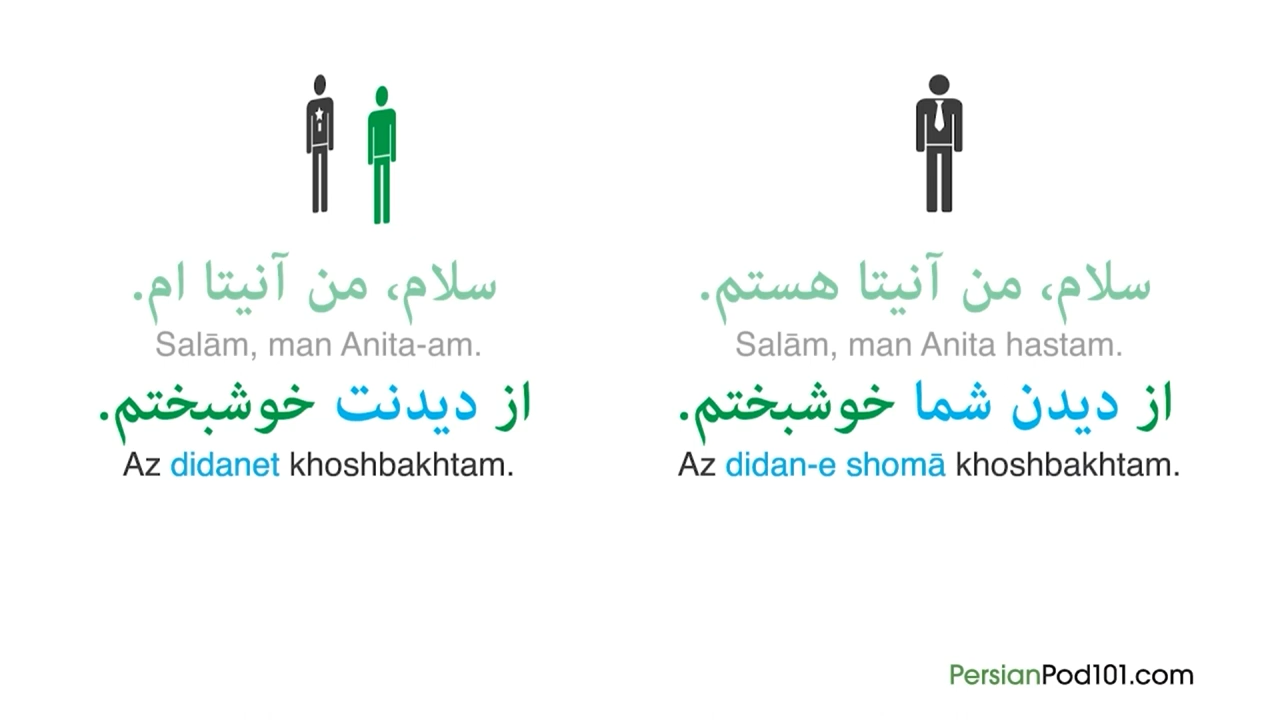 سلام، من آنیتا ام.
Salām, man Anita-am.
از دیدنت خوشبختم.
Az didanet khoshbakhtam.
سلام، من آنیتا هستم.
Salām, man Anita hastam.
از دیدن شما خوشبختم.
Az didan-e shomā khoshbakhtam.
PersianPod101.com